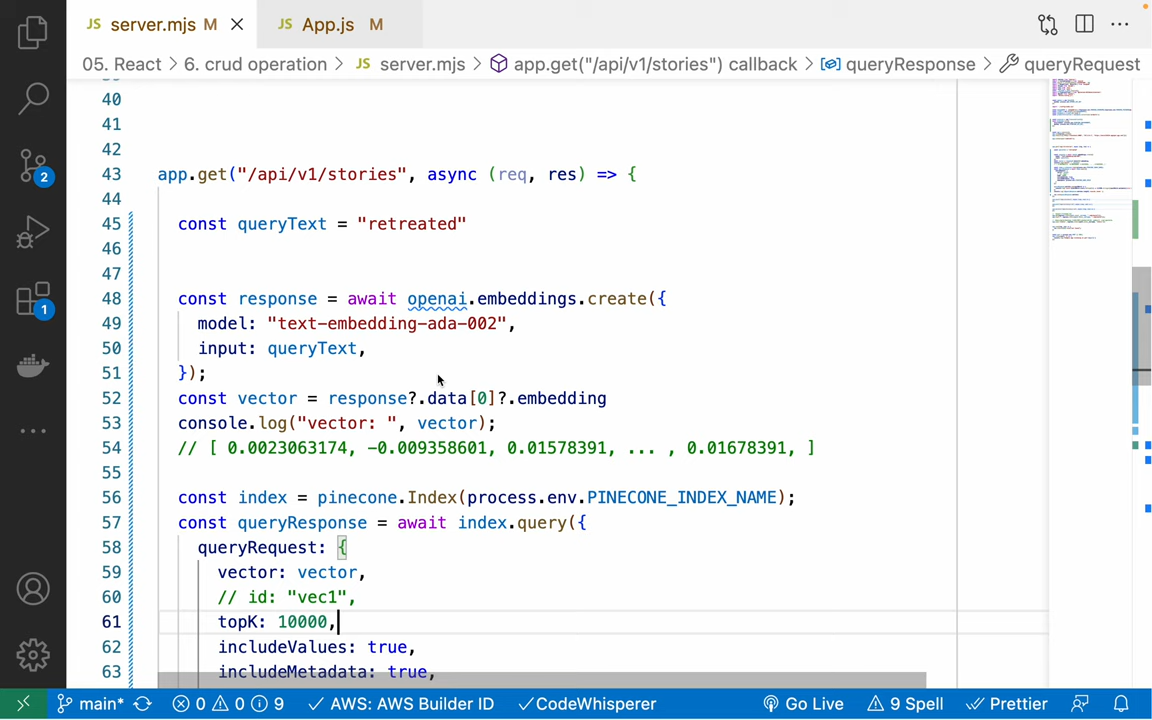 JS server.mjs M ×
JS App.js M
05. React > 6. crud operation > JS server.mjs > app.get("/api/v1/stories") callback > queryResponse > queryRequest
40
41
42
43 app.get("/api/v1/stories", async (req, res) => {
44
45 const queryText = "retreated"
46
47
48 const response = await openai.embeddings.create({
49 model: "text-embedding-ada-002",
50 input: queryText,
51 });
52 const vector = response?.data[0]?.embedding
53 console.log("vector: ", vector);
54 // [ 0.0023063174, -0.009358601, 0.01578391, ... , 0.01678391, ]
55
56 const index = pinecone.Index(process.env.PINECONE_INDEX_NAME);
57 const queryResponse = await index.query({
58 queryRequest: {
59 vector: vector,
60 // id: "vec1",
61 topK: 10000,
62 includeValues: true,
63 includeMetadata: true,
2
1
main* 0 0 9 AWS: AWS Builder ID CodeWhisperer Go Live 9 Spell Prettier